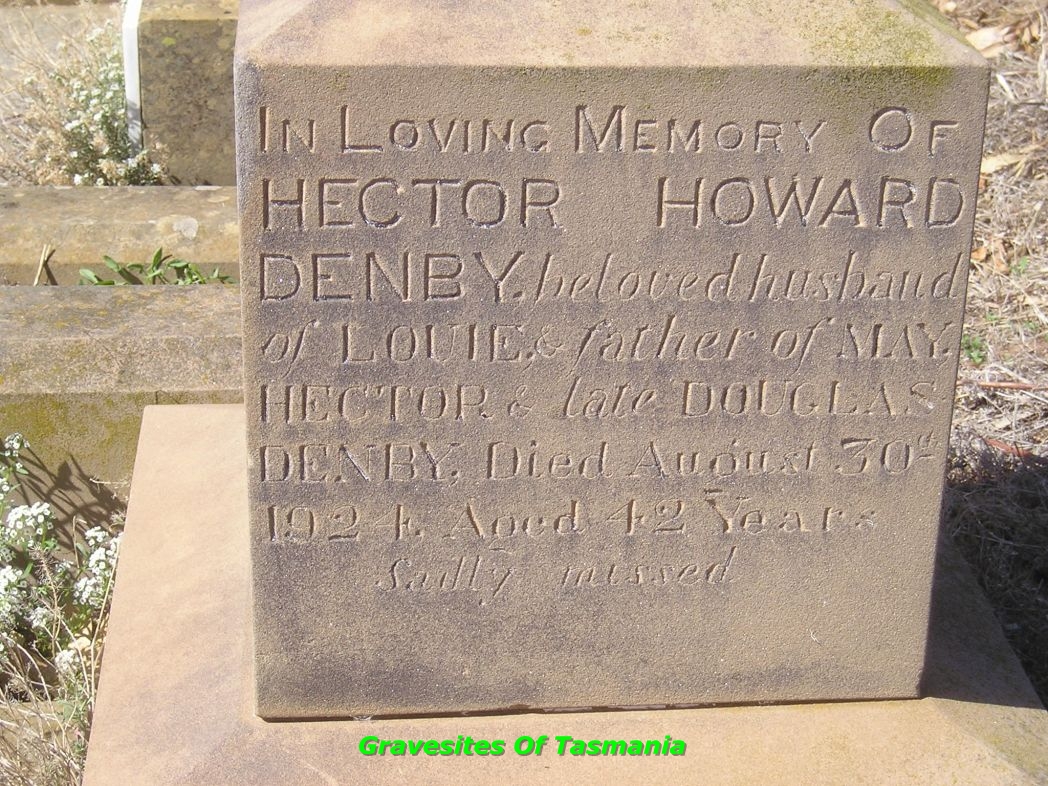 In Loving Memory Of
HECTOR HOWARD
DENBY. beloved husband
of LOUIE. & father of MAY.
HECTOR & late DOUGLAS
DENBY, Died August 30th
1924. Aged 42 Years
Sadly missed
Gravesites Of Tasmania